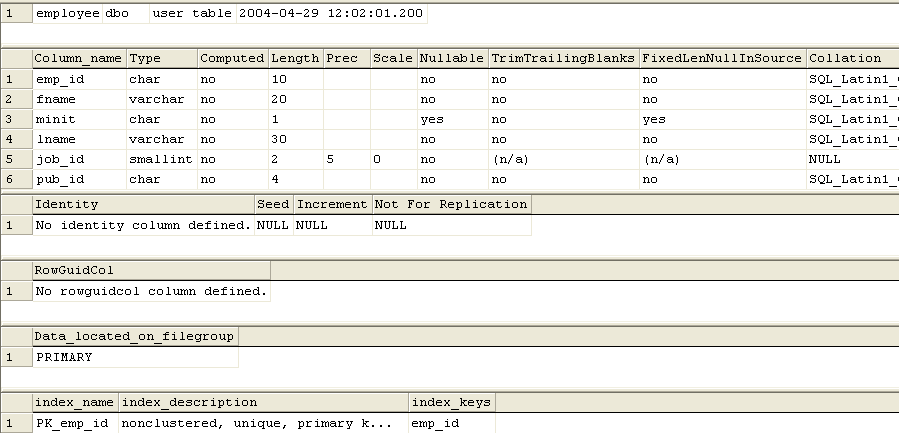 1 employee dbo user table 2004-04-29 12:02:01.200
Column_name Type Computed Length Prec Scale Nullable TrimTrailingBlanks FixedLenNullInSource Collation
1 emp_id char no 10 no no no SQL_Latin1_
2 fname varchar no 20 no no no SQL_Latin1_
3 minit char no 1 yes no yes SQL_Latin1_
4 lname varchar no 30 no no no SQL_Latin1_
5 job_id smallint no 2 5 0 no (n/a) (n/a) NULL
6 pub_id char no 4 no no no SQL_Latin1_
Identity Seed Increment Not For Replication
1 No identity column defined. NULL NULL NULL
RowGuidCol
1 No rowguidcol column defined.
Data_located_on_filegroup
1 PRIMARY
index_name index_description index_keys
1 PK_emp_id nonclustered, unique, primary k... emp_id